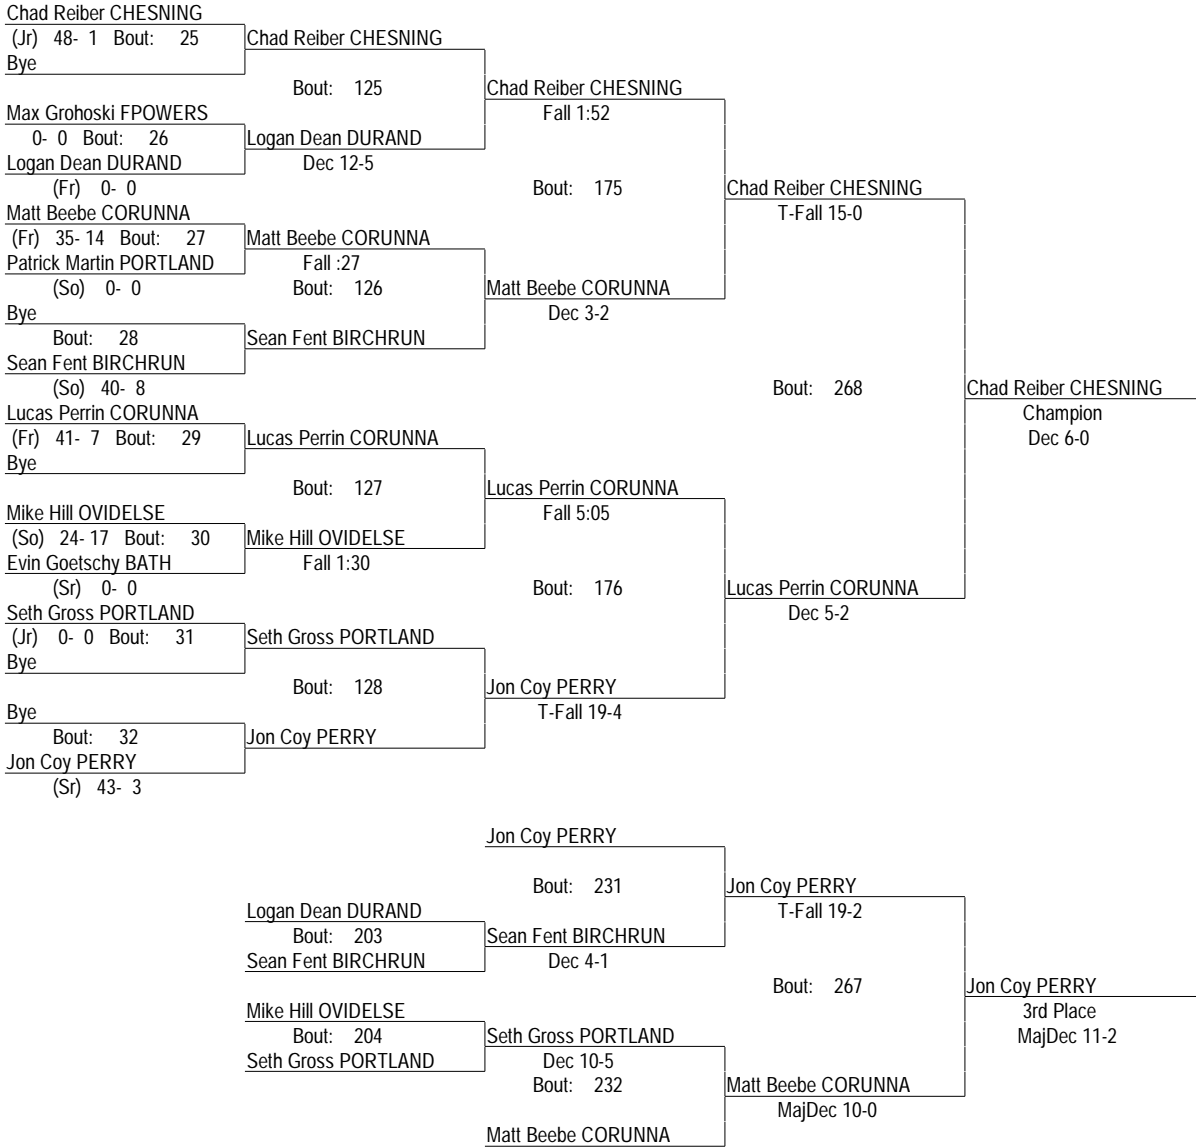 Chad Reiber CHESNING
(Jr) 48- 1 Bout: 25 Chad Reiber CHESNING
Bye
Bout: 125 Chad Reiber CHESNING
Max Grohoski FPOWERS Fall 1:52
0- 0 Bout: 26 Logan Dean DURAND
Logan Dean DURAND Dec 12-5
(Fr) 0- 0 Bout: 175 Chad Reiber CHESNING
Matt Beebe CORUNNA T-Fall 15-0
(Fr) 35- 14 Bout: 27 Matt Beebe CORUNNA
Patrick Martin PORTLAND Fall :27
(So) 0- 0 Bout: 126 Matt Beebe CORUNNA
Bye Dec 3-2
Bout: 28 Sean Fent BIRCHRUN
Sean Fent BIRCHRUN
(So) 40- 8 Bout: 268 Chad Reiber CHESNING
Lucas Perrin CORUNNA Champion
(Fr) 41- 7 Bout: 29 Lucas Perrin CORUNNA Dec 6-0
Bye
Bout: 127 Lucas Perrin CORUNNA
Mike Hill OVIDELSE Fall 5:05
(So) 24- 17 Bout: 30 Mike Hill OVIDELSE
Evin Goetschy BATH Fall 1:30
(Sr) 0- 0 Bout: 176 Lucas Perrin CORUNNA
Seth Gross PORTLAND Dec 5-2
(Jr) 0- 0 Bout: 31 Seth Gross PORTLAND
Bye
Bout: 128 Jon Coy PERRY
Bye T-Fall 19-4
Bout: 32 Jon Coy PERRY
Jon Coy PERRY
(Sr) 43- 3
Jon Coy PERRY
Bout: 231 Jon Coy PERRY
Logan Dean DURAND T-Fall 19-2
Bout: 203 Sean Fent BIRCHRUN
Sean Fent BIRCHRUN Dec 4-1
Bout: 267 Jon Coy PERRY
Mike Hill OVIDELSE 3rd Place
Bout: 204 Seth Gross PORTLAND MajDec 11-2
Seth Gross PORTLAND Dec 10-5
Bout: 232 Matt Beebe CORUNNA
MajDec 10-0
Matt Beebe CORUNNA